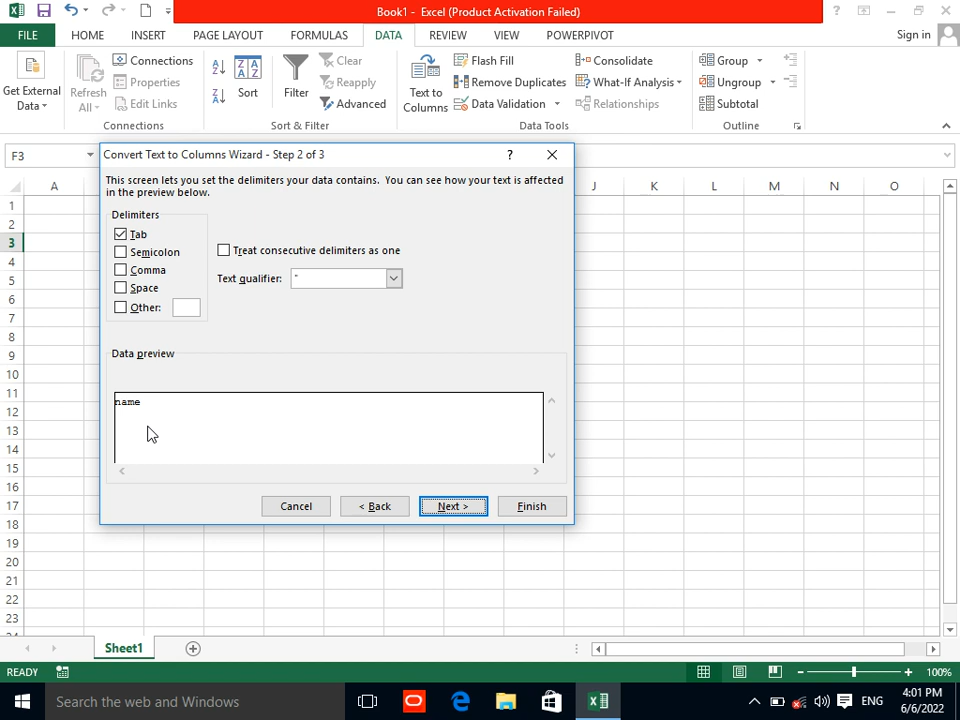 Book1 - Excel (Product Activation Failed)
FILE HOME INSERT PAGE LAYOUT FORMULAS DATA REVIEW VIEW POWERPIVOT Sign in
Get External Data
Refresh All
Connections
Properties
Edit Links
Connections
Sort
Filter
Clear
Reapply
Advanced
Sort & Filter
Text to Columns
Flash Fill
Remove Duplicates
Data Validation
Consolidate
What-If Analysis
Relationships
Data Tools
Group
Ungroup
Subtotal
Outline
F3
A J K L M N O
Convert Text to Columns Wizard - Step 2 of 3 ?
This screen lets you set the delimiters your data contains. You can see how your text is affected
in the preview below.
Delimiters
Tab
Semicolon
Comma
Space
Other:
Treat consecutive delimiters as one
Text qualifier: "
Data preview
name
Cancel < Back Next > Finish
1
2
3
4
5
6
7
8
9
10
11
12
13
14
15
16
17
18
19
20
21
22
23
Sheet1
READY 100%
Search the web and Windows
ENG
4:01 PM
6/6/2022